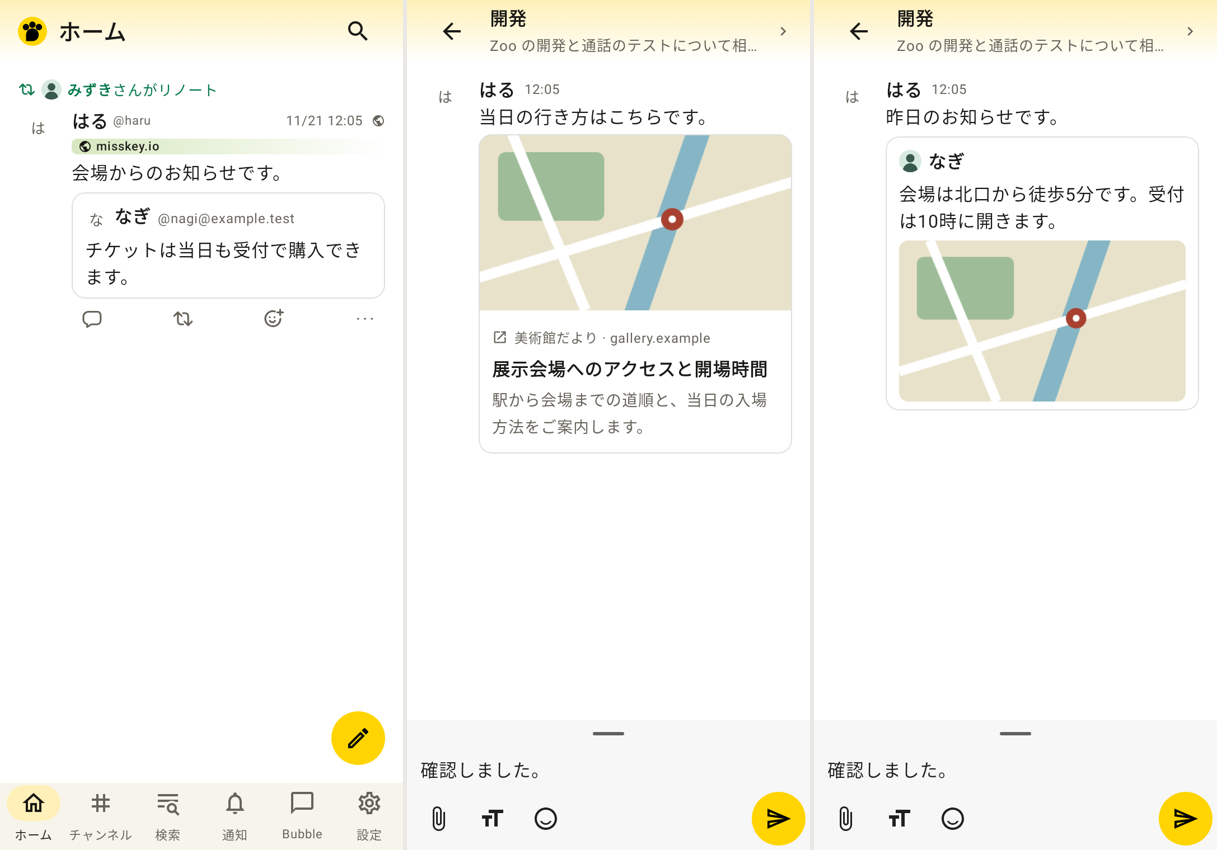 ホーム
みずきさんがリノート
は
はる @haru 11/21 12:05
misskey.io
会場からのお知らせです。
な なぎ @nagi@example.test
チケットは当日も受付で購入でき
ます。
ホーム チャンネル 検索 通知 Bubble 設定
開発
Zoo の開発と通話のテストについて相…
は
はる 12:05
当日の行き方はこちらです。
美術館だより · gallery.example
展示会場へのアクセスと開場時間
駅から会場までの道順と、当日の入場
方法をご案内します。
確認しました。
開発
Zoo の開発と通話のテストについて相…
は
はる 12:05
昨日のお知らせです。
なぎ
会場は北口から徒歩5分です。受付
は10時に開きます。
確認しました。